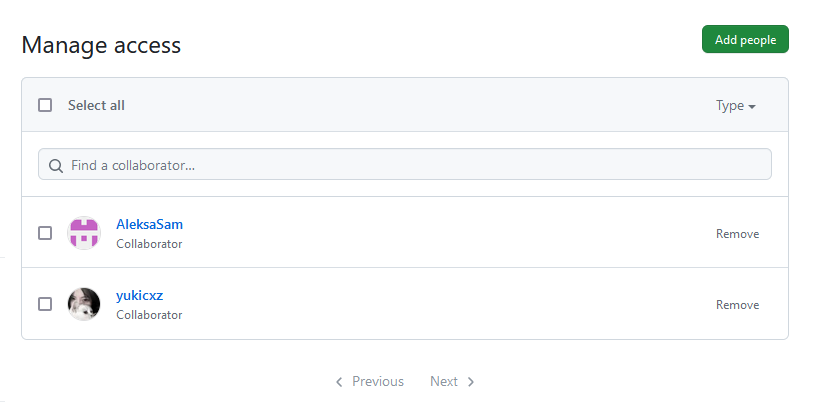 Manage access
Add people
Select all
Type
Find a collaborator...
AleksaSam
Collaborator
Remove
yukicxz
Collaborator
Remove
Previous
Next